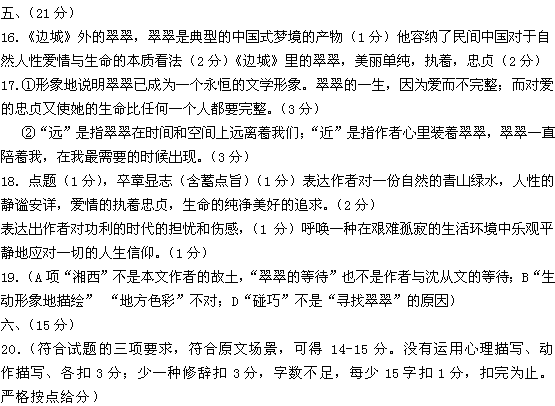 五、（21 分）
16.《边城》外的翠翠，翠翠是典型的中国式梦境的产物（1 分）他容纳了民间中国对于自
然人性爱情与生命的本质看法（2 分）《边城》里的翠翠，美丽单纯，执着，忠贞（2 分）
17.①形象地说明翠翠已成为一个永恒的文学形象。翠翠的一生，因为爱而不完整；而对爱
的忠贞又使她的生命比任何一个人都要完整。（3 分）
②“远”是指翠翠在时间和空间上远离着我们；“近”是指作者心里装着翠翠，翠翠一直
陪着我，在我最需要的时候出现。（3 分）
18. 点题（1 分），卒章显志（含蓄点旨）（1 分）表达作者对一份自然的青山绿水，人性的
静谧安详，爱情的执着忠贞，生命的纯净美好的追求。（2 分）
表达出作者对功利的时代的担忧和伤感，（1 分）呼唤一种在艰难孤寂的生活环境中乐观平
静地应对一切的人生信仰。（1 分）
19.（A 项“湘西”不是本文作者的故土，“翠翠的等待”也不是作者与沈从文的等待；B“生
动形象地描绘” “地方色彩”不对；D“碰巧”不是“寻找翠翠”的原因）
六、（15 分）
20.（符合试题的三项要求，符合原文场景，可得 14-15 分。没有运用心理描写、动
作描写、各扣 3 分；少一种修辞扣 3 分，字数不足，每少 15 字扣 1 分，扣完为止。
严格按点给分）